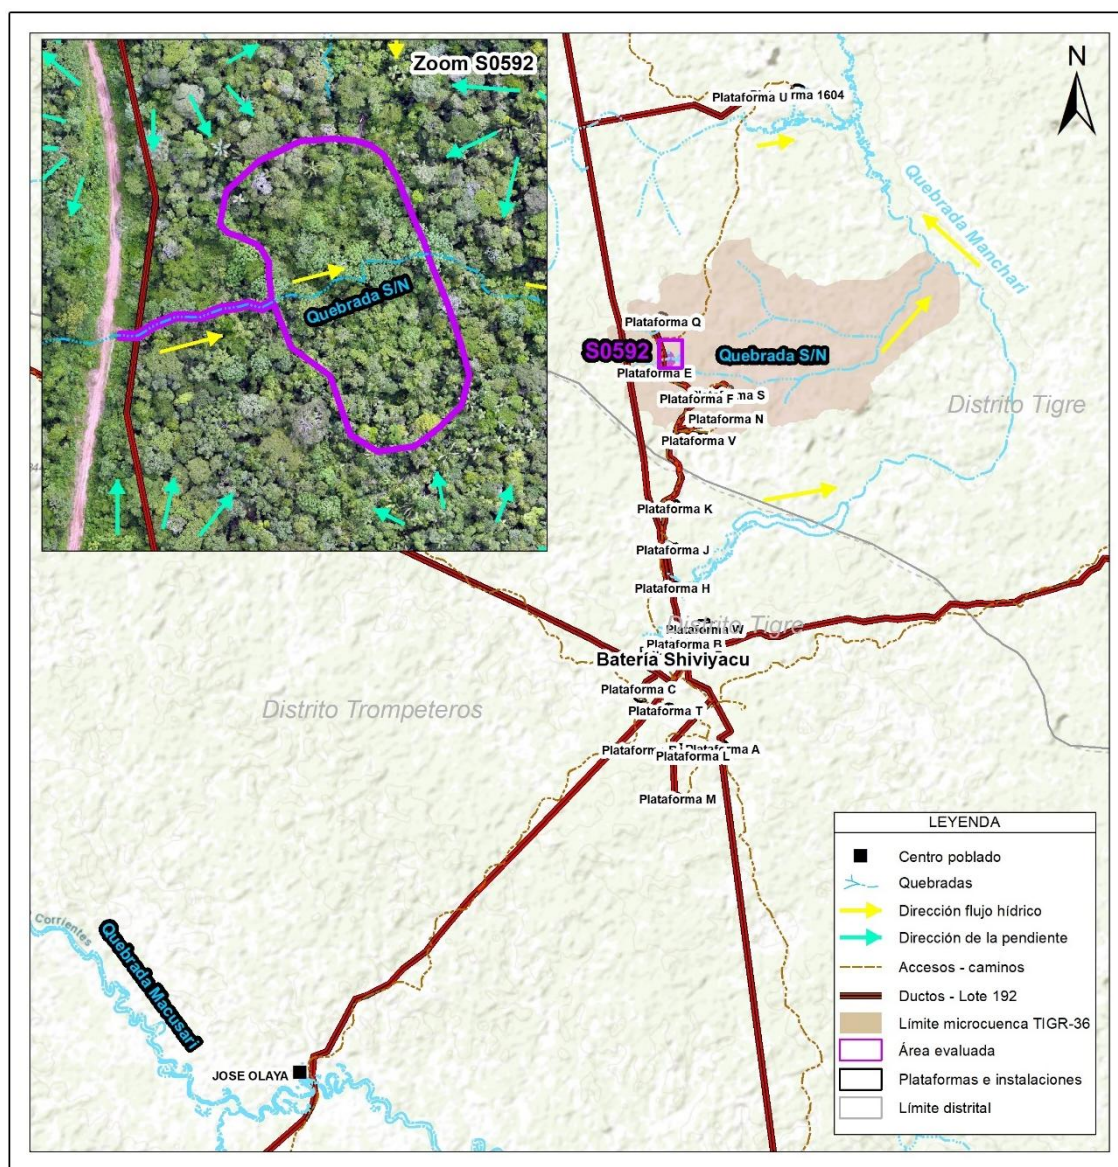 Zoom S0592
Quebrada S/N
N
Plataforma U
rma 1604
Quebrada Manchari
Plataforma Q
S0592
Quebrada S/N
Plataforma E
Plataforma F
S
Plataforma N
Plataforma V
Distrito Tigre
Plataforma K
Plataforma J
Plataforma H
Distrito Tigre
Plataforma W
Plataforma B
Batería Shiviyacu
Plataforma C
Distrito Trompeteros
Plataforma T
Plataforma A
Plataforma L
Plataforma M
Corrientes
Quebrada Macusari
JOSE OLAYA
LEYENDA
Centro poblado
Quebradas
Dirección flujo hídrico
Dirección de la pendiente
Accesos - caminos
Ductos - Lote 192
Límite microcuenca TIGR-36
Área evaluada
Plataformas e instalaciones
Límite distrital